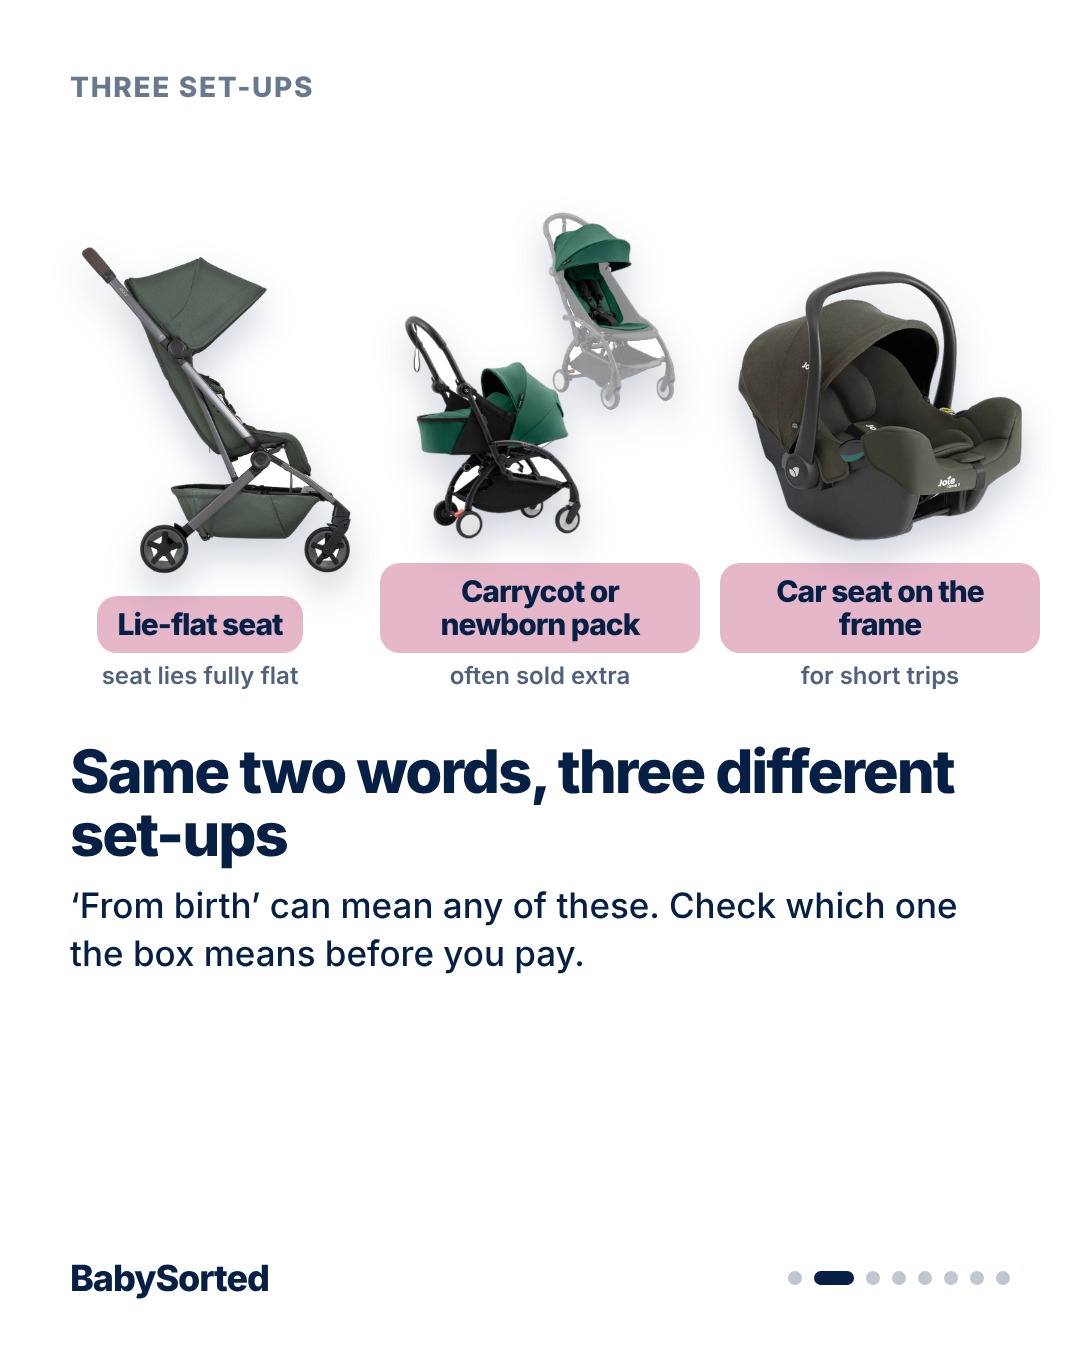 THREE SET-UPS
Joie
Lie-flat seat
seat lies fully flat
Carrycot or
newborn pack
often sold extra
Car seat on the
frame
for short trips
Same two words, three different
set-ups
‘From birth’ can mean any of these. Check which one
the box means before you pay.
BabySorted